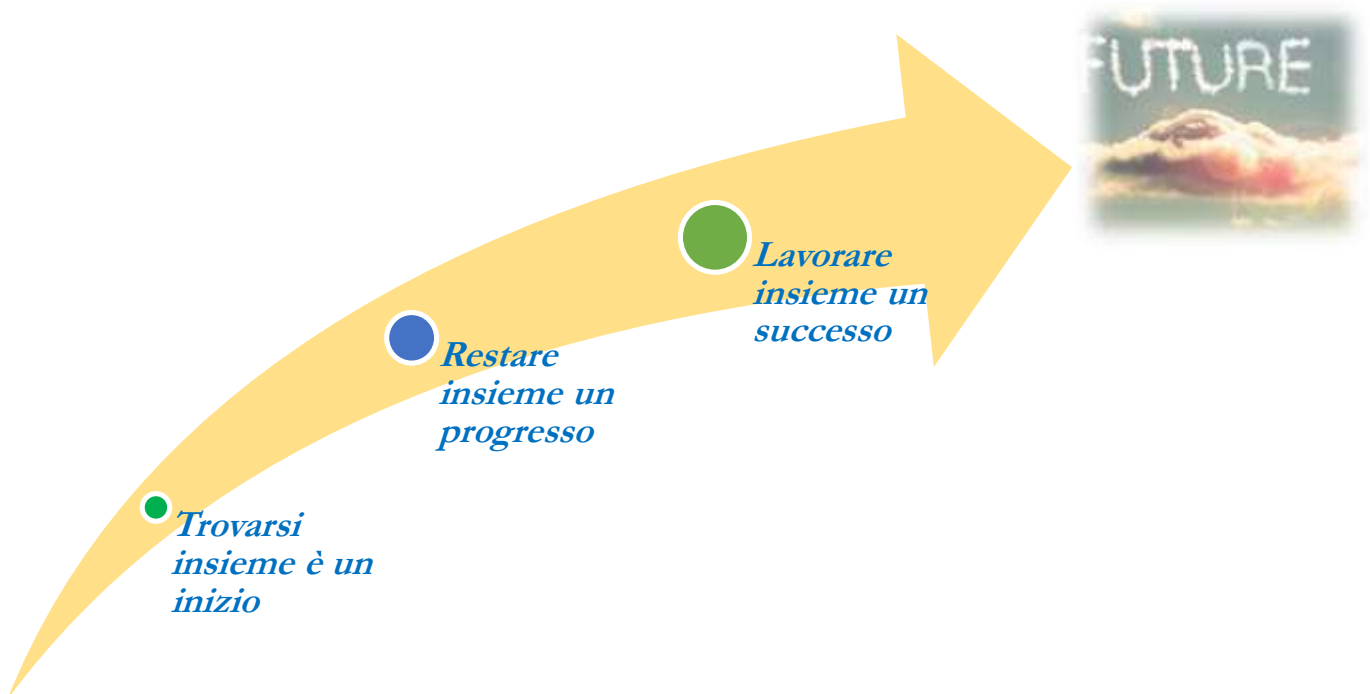 FUTURE
Lavorare
insieme un
successo
Restare
insieme un
progresso
Trovarsi
insieme è un
inizio